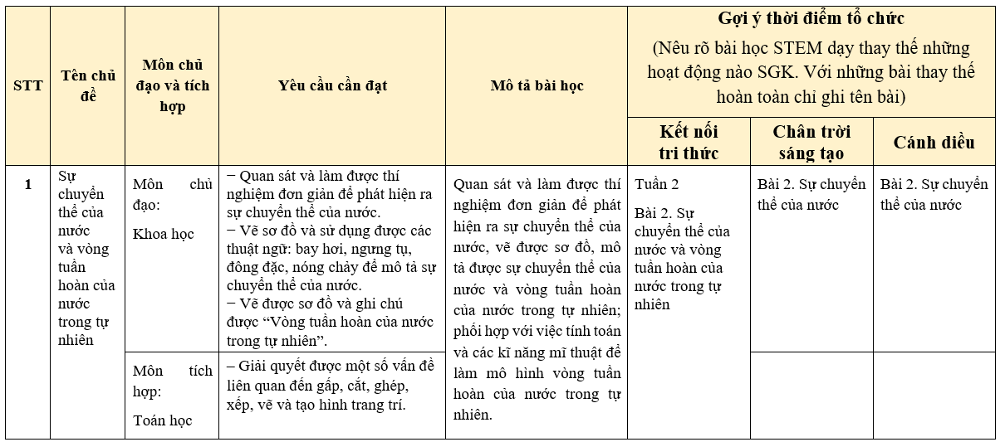 STT
Tên chủ
đề
Môn chủ
đạo và tích
hợp
Yêu cầu cần đạt
Mô tả bài học
Gợi ý thời điểm tổ chức
(Nêu rõ bài học STEM dạy thay thế những
hoạt động nào SGK. Với những bài thay thế
hoàn toàn chỉ ghi tên bài)
Kết nối
tri thức
Chân trời
sáng tạo
Cánh diều
1
Sự
chuyển
thể của
nước
và vòng
tuần
hoàn của
nước
trong tự
nhiên
Môn chủ
đạo:
Khoa học
− Quan sát và làm được thí
nghiệm đơn giản để phát hiện ra
sự chuyển thể của nước.
− Vẽ sơ đồ và sử dụng được các
thuật ngữ: bay hơi, ngưng tụ,
đông đặc, nóng chảy để mô tả sự
chuyển thể của nước.
− Vẽ được sơ đồ và ghi chú
được “Vòng tuần hoàn của nước
trong tự nhiên”.
Quan sát và làm được thí
nghiệm đơn giản để phát
hiện ra sự chuyển thể của
nước, vẽ được sơ đồ, mô
tả được sự chuyển thể của
nước và vòng tuần hoàn
của nước trong tự nhiên;
phối hợp với việc tính toán
và các kĩ năng mĩ thuật để
làm mô hình vòng tuần
hoàn của nước trong tự
nhiên.
Tuần 2
Bài 2. Sự
chuyển thể của
nước và vòng
tuần hoàn của
nước trong tự
nhiên
Bài 2. Sự chuyển
thể của nước
Bài 2. Sự chuyển
thể của nước
Môn tích
hợp:
Toán học
− Giải quyết được một số vấn đề
liên quan đến gấp, cắt, ghép,
xếp, vẽ và tạo hình trang trí.